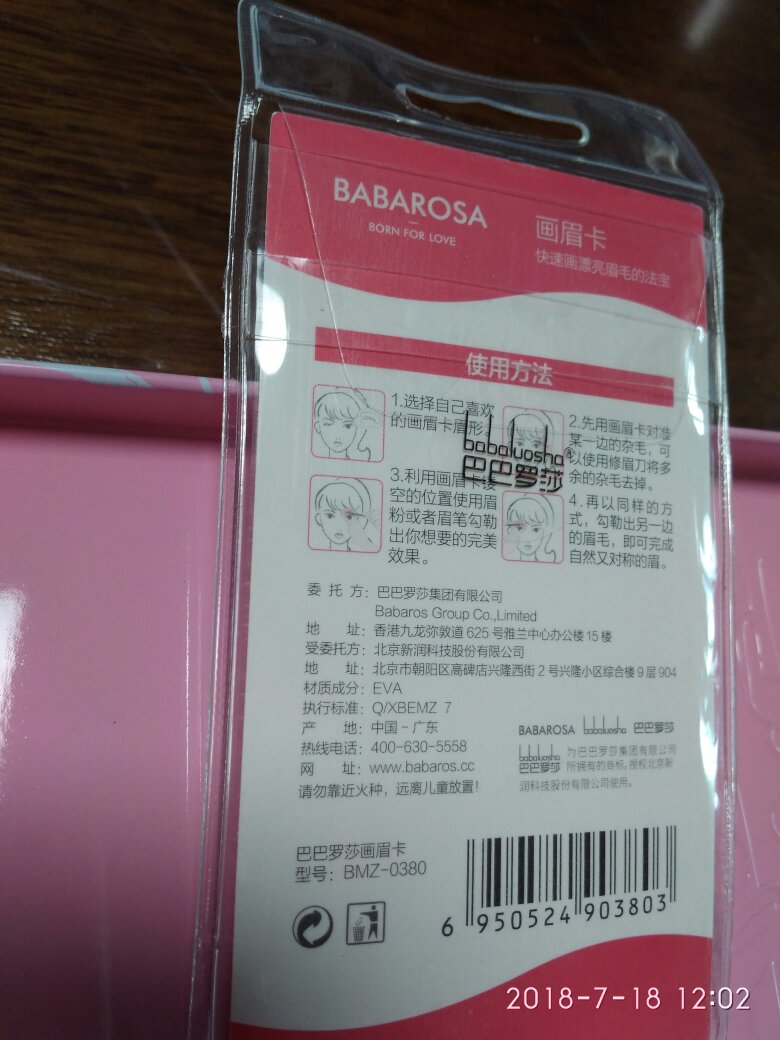 BABAROSA
BORN FOR LOVE
画眉卡
快速画漂亮眉毛的法宝
使用方法
1.选择自己喜欢
的画眉卡眉形。
2.先用画眉卡对准
某一边的杂毛，可
以使用修眉刀将多
余的杂毛去掉。
babaluosha®
巴巴罗莎
3.利用画眉卡镂
空的位置使用眉
粉或者眉笔勾勒
出你想要的完美
效果。
4.再以同样的方
式，勾勒出另一边
的眉毛，即可完成
自然又对称的眉。
委托方：巴巴罗莎集团有限公司
Babaros Group Co.,Limited
地址：香港九龙弥敦道625号雅兰中心办公楼15楼
受委托方：北京新润科技股份有限公司
地址：北京市朝阳区高碑店兴隆西街2号兴隆小区综合楼9层904
材质成分：EVA
执行标准：Q/XBEMZ 7
产地：中国－广东
热线电话：400-630-5558
网址：www.babaros.cc
请勿靠近火种，远离儿童放置！
BABAROSA babaluosha 巴巴罗莎
babaluosha
巴巴罗莎
为巴巴罗莎集团有限公司
所拥有的商标，授权北京新
润科技股份有限公司使用。
巴巴罗莎画眉卡
型号：BMZ-0380
6 950524 903803
2018-7-18 12:02